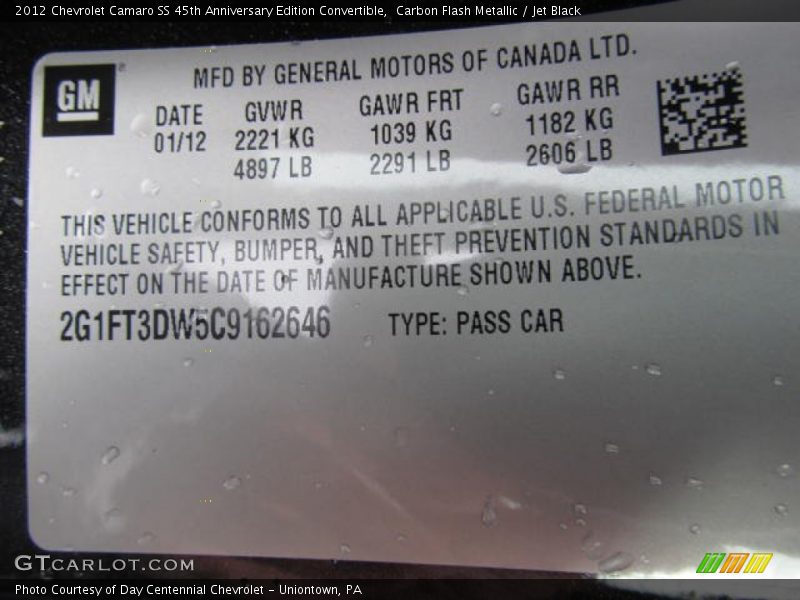 2012 Chevrolet Camaro SS 45th Anniversary Edition Convertible, Carbon Flash Metallic / Jet Black
GM
MFD BY GENERAL MOTORS OF CANADA LTD.
DATE GVWR GAWR FRT GAWR RR
01/12 2221 KG 1039 KG 1182 KG
4897 LB 2291 LB 2606 LB
THIS VEHICLE CONFORMS TO ALL APPLICABLE U.S. FEDERAL MOTOR
VEHICLE SAFETY, BUMPER, AND THEFT PREVENTION STANDARDS IN
EFFECT ON THE DATE OF MANUFACTURE SHOWN ABOVE.
2G1FT3DW5C9162646 TYPE: PASS CAR
GTCARLOT.COM
Photo Courtesy of Day Centennial Chevrolet - Uniontown, PA